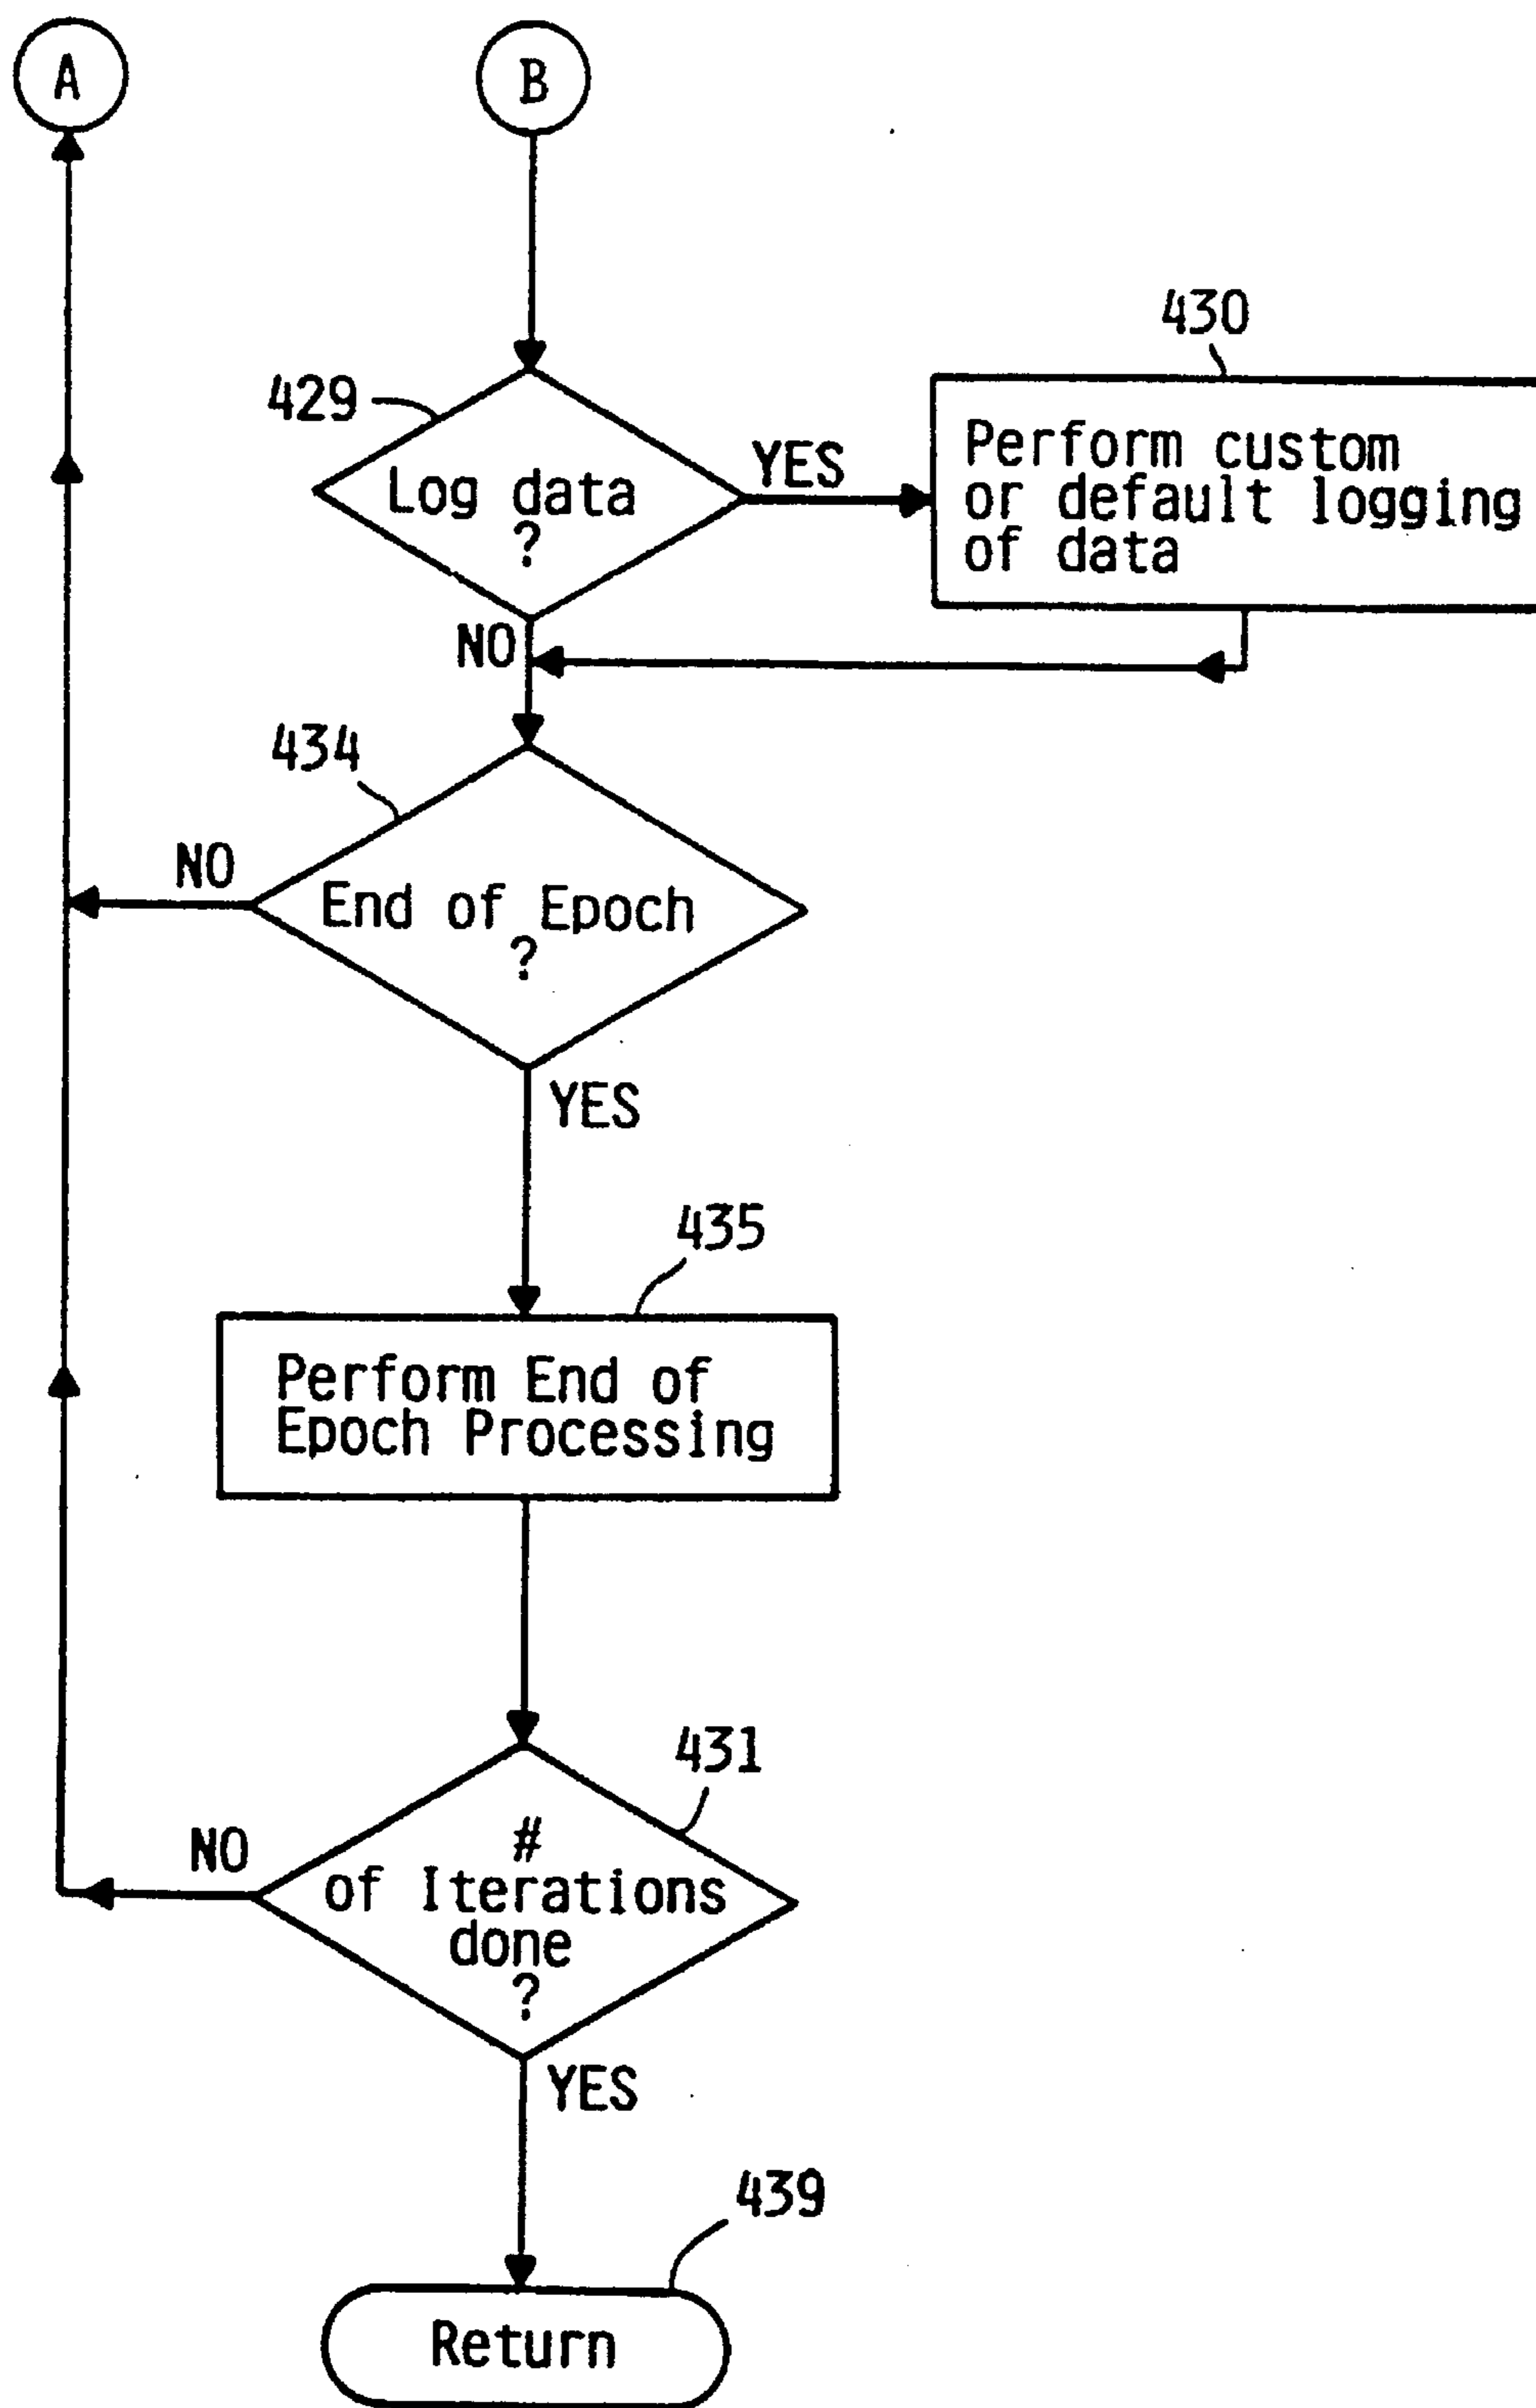 A
B
430
429
YES
Perform custom
or default logging
of data
Log data
?
NO
434
NO
End of Epoch
?
YES
435
Perform End of
Epoch Processing
431
NO
#
of Iterations
done
?
YES
439
Return